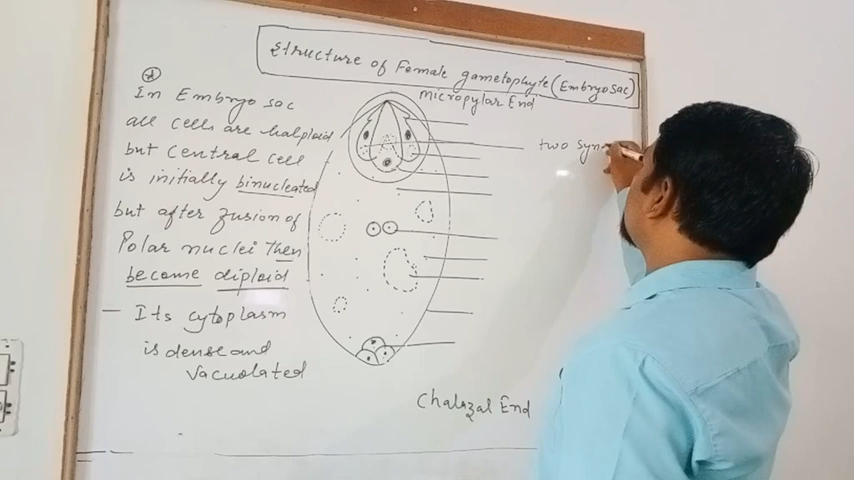 Structure of Female gametophyte (Embryo sac)
Micropylar End
In Embryo sac
all cells are halploid
but central cell
is initially binucleated
but after fusion of
Polar nuclei then
become diploid
— Its cytoplasm
is dense and
vacuolated
two syn
Chalazal End